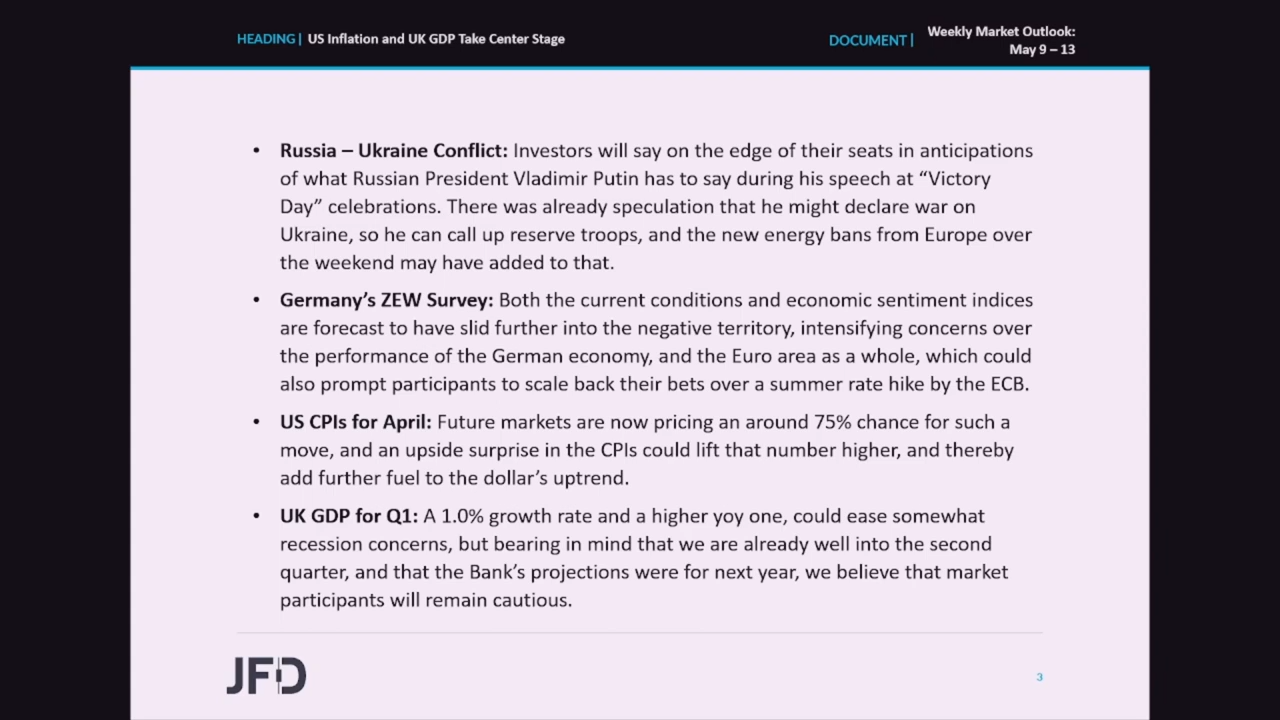 HEADING | US Inflation and UK GDP Take Center Stage
DOCUMENT | Weekly Market Outlook:
May 9 – 13
• Russia – Ukraine Conflict: Investors will say on the edge of their seats in anticipations
of what Russian President Vladimir Putin has to say during his speech at “Victory
Day” celebrations. There was already speculation that he might declare war on
Ukraine, so he can call up reserve troops, and the new energy bans from Europe over
the weekend may have added to that.
• Germany’s ZEW Survey: Both the current conditions and economic sentiment indices
are forecast to have slid further into the negative territory, intensifying concerns over
the performance of the German economy, and the Euro area as a whole, which could
also prompt participants to scale back their bets over a summer rate hike by the ECB.
• US CPIs for April: Future markets are now pricing an around 75% chance for such a
move, and an upside surprise in the CPIs could lift that number higher, and thereby
add further fuel to the dollar’s uptrend.
• UK GDP for Q1: A 1.0% growth rate and a higher yoy one, could ease somewhat
recession concerns, but bearing in mind that we are already well into the second
quarter, and that the Bank’s projections were for next year, we believe that market
participants will remain cautious.
JFD
3